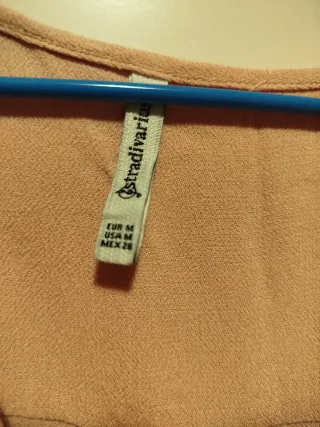 stradivarius
EUR M
USA M
MEX 28